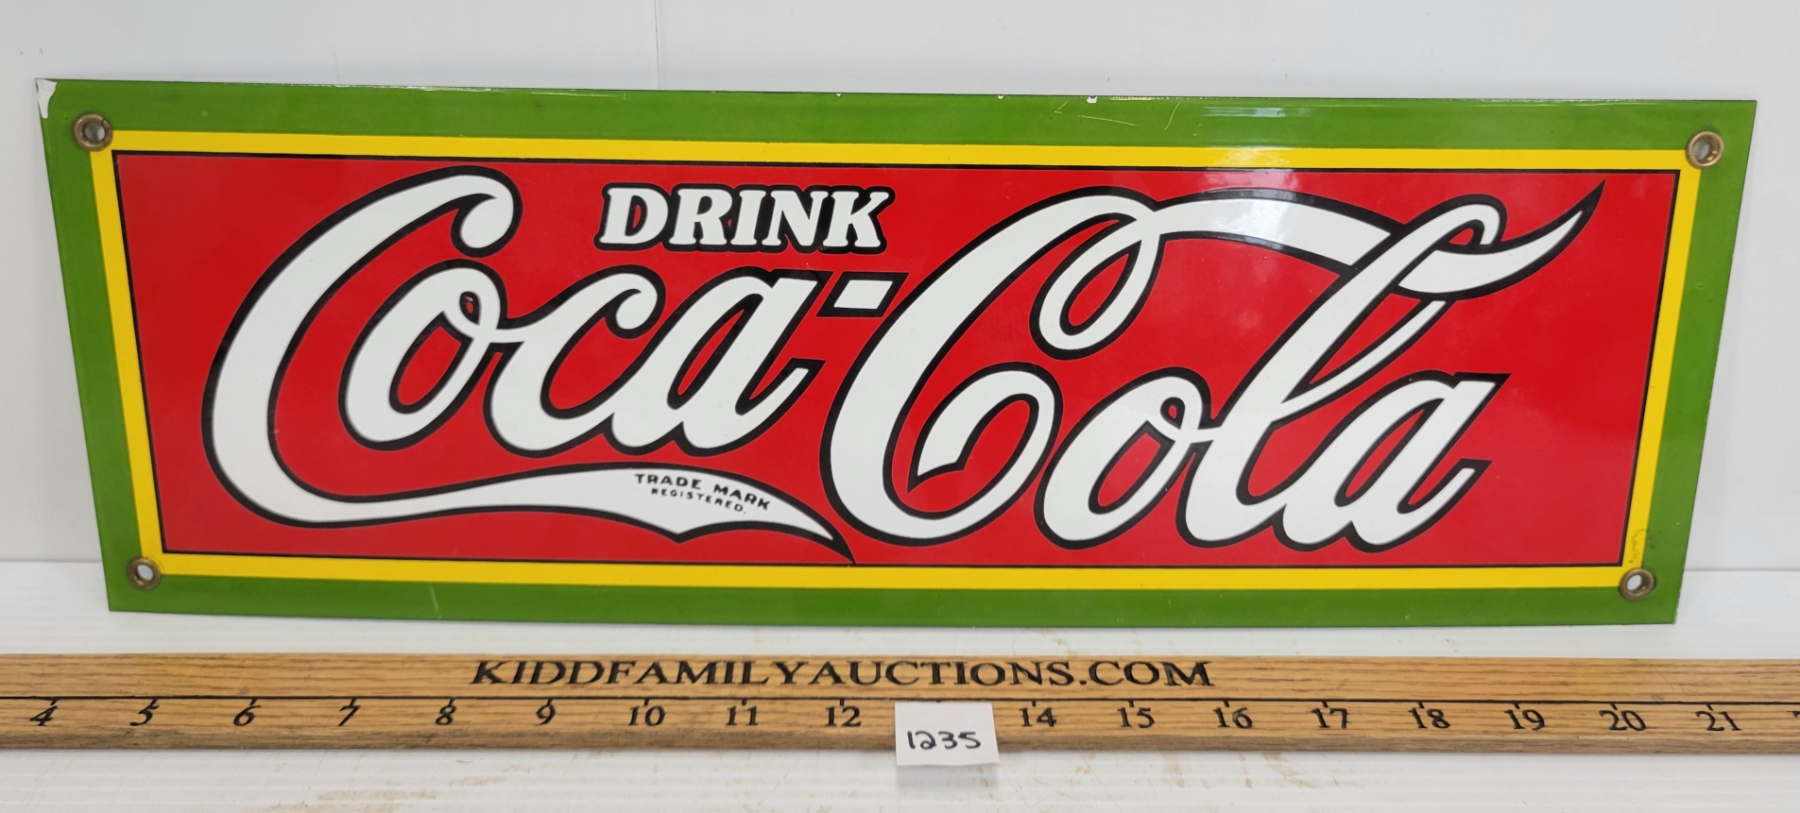 DRINK
Coca-Cola
TRADE MARK
REGISTERED.
KIDDFAMILYAUCTIONS.COM
4 5 6 7 8 9 10 11 12 14 15 16 17 18 19 20 21
1235